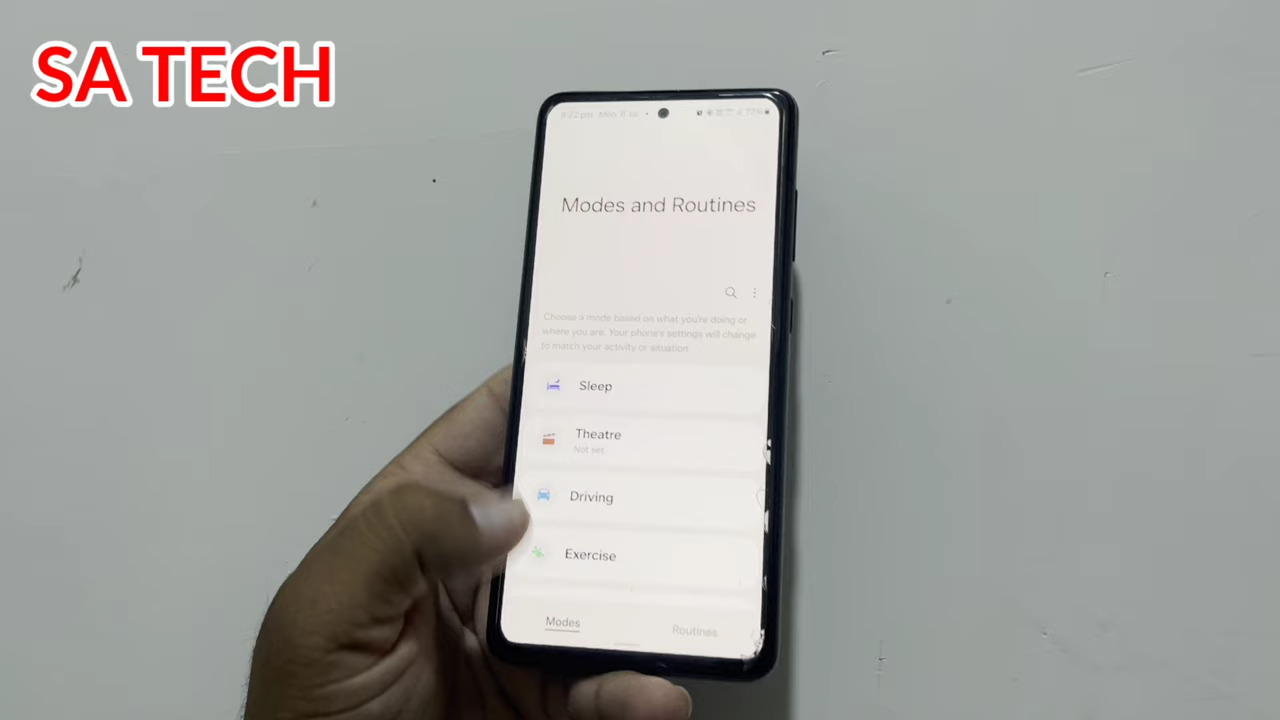 SA TECH
Modes and Routines
Choose a mode based on what you're doing or
where you are. Your phone's settings will change
to match your activity or situation
Sleep
Theatre
Not set
Driving
Exercise
Modes
Routines